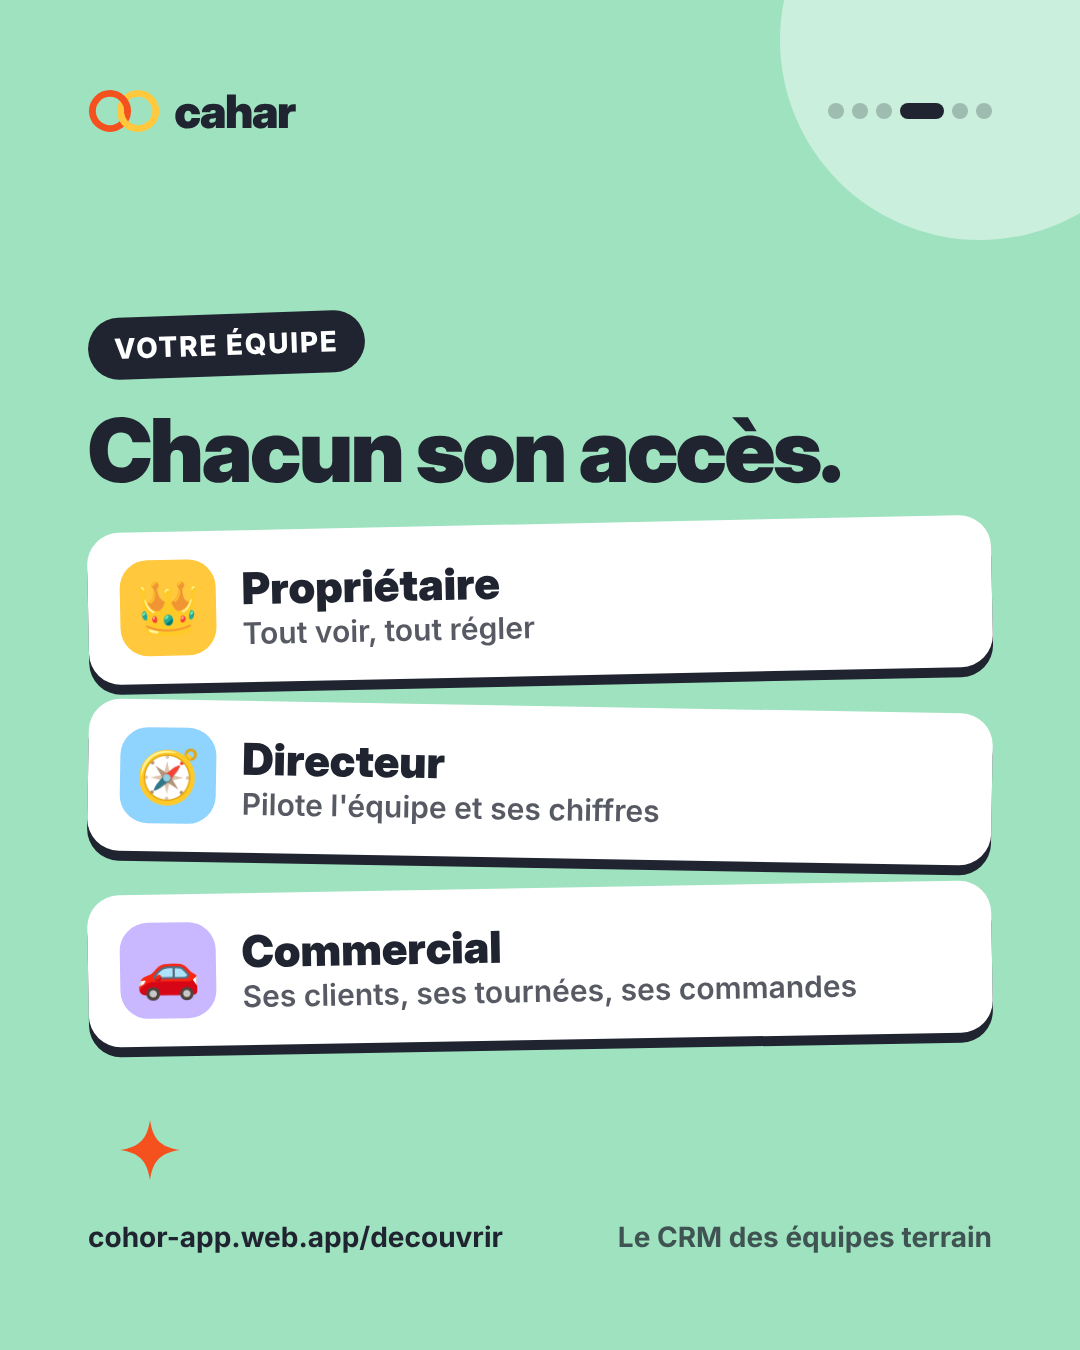 cahar
VOTRE ÉQUIPE
Chacun son accès.
Propriétaire
Tout voir, tout régler
Directeur
Pilote l'équipe et ses chiffres
Commercial
Ses clients, ses tournées, ses commandes
cohor-app.web.app/decouvrir
Le CRM des équipes terrain